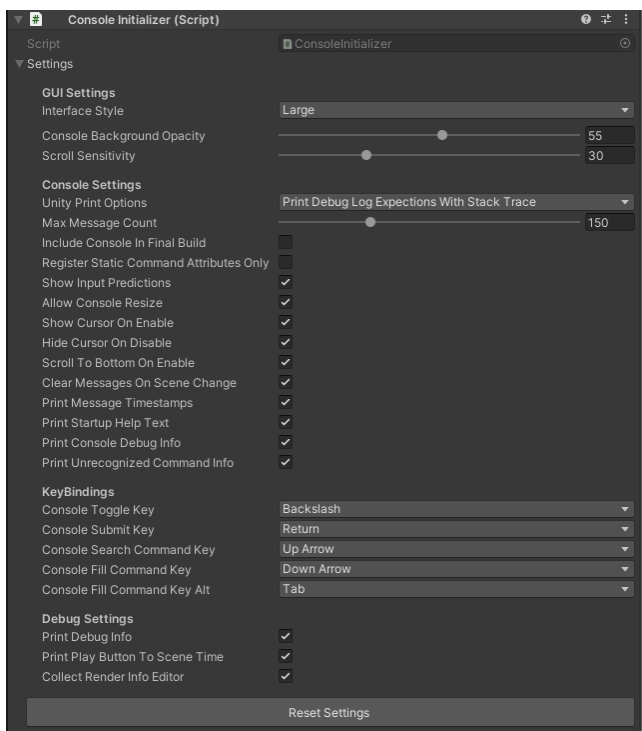 Console Initializer (Script)
Script ConsoleInitializer
Settings
GUI Settings
Interface Style Large
Console Background Opacity 55
Scroll Sensitivity 30
Console Settings
Unity Print Options Print Debug Log Expections With Stack Trace
Max Message Count 150
Include Console In Final Build
Register Static Command Attributes Only
Show Input Predictions
Allow Console Resize
Show Cursor On Enable
Hide Cursor On Disable
Scroll To Bottom On Enable
Clear Messages On Scene Change
Print Message Timestamps
Print Startup Help Text
Print Console Debug Info
Print Unrecognized Command Info
KeyBindings
Console Toggle Key Backslash
Console Submit Key Return
Console Search Command Key Up Arrow
Console Fill Command Key Down Arrow
Console Fill Command Key Alt Tab
Debug Settings
Print Debug Info
Print Play Button To Scene Time
Collect Render Info Editor
Reset Settings